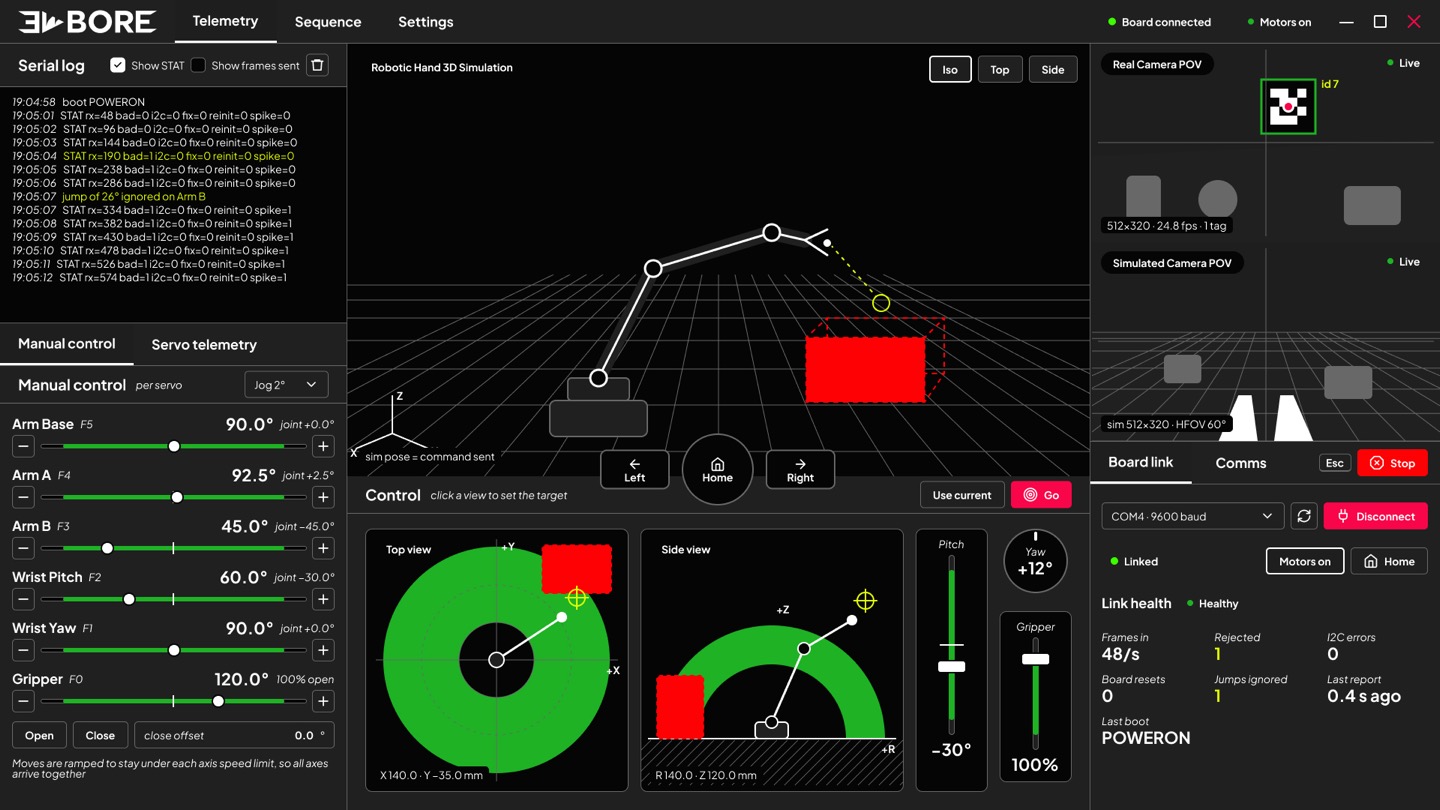 BORE
Telemetry
Sequence
Settings
Board connected
Motors on
Serial log
Show STAT
Show frames sent
19:04:58 boot POWERON
19:05:01 STAT rx=48 bad=0 i2c=0 fix=0 reinit=0 spike=0
19:05:02 STAT rx=96 bad=0 i2c=0 fix=0 reinit=0 spike=0
19:05:03 STAT rx=144 bad=0 i2c=0 fix=0 reinit=0 spike=0
19:05:04 STAT rx=190 bad=1 i2c=0 fix=0 reinit=0 spike=0
19:05:05 STAT rx=238 bad=1 i2c=0 fix=0 reinit=0 spike=0
19:05:06 STAT rx=286 bad=1 i2c=0 fix=0 reinit=0 spike=0
19:05:07 jump of 26° ignored on Arm B
19:05:07 STAT rx=334 bad=1 i2c=0 fix=0 reinit=0 spike=1
19:05:08 STAT rx=382 bad=1 i2c=0 fix=0 reinit=0 spike=1
19:05:09 STAT rx=430 bad=1 i2c=0 fix=0 reinit=0 spike=1
19:05:10 STAT rx=478 bad=1 i2c=0 fix=0 reinit=0 spike=1
19:05:11 STAT rx=526 bad=1 i2c=0 fix=0 reinit=0 spike=1
19:05:12 STAT rx=574 bad=1 i2c=0 fix=0 reinit=0 spike=1
Manual control
Servo telemetry
Manual control per servo
Jog 2°
Arm Base F5 90.0° joint +0.0°
Arm A F4 92.5° joint +2.5°
Arm B F3 45.0° joint −45.0°
Wrist Pitch F2 60.0° joint −30.0°
Wrist Yaw F1 90.0° joint +0.0°
Gripper F0 120.0° 100% open
Open
Close
close offset 0.0 °
Moves are ramped to stay under each axis speed limit, so all axes
arrive together
Robotic Hand 3D Simulation
Iso
Top
Side
Z
X
sim pose = command sent
Left
Home
Right
Control click a view to set the target
Use current
Go
Top view
+Y
+X
X 140.0 · Y −35.0 mm
Side view
+Z
+R
R 140.0 · Z 120.0 mm
Pitch
−30°
Yaw
+12°
Gripper
100%
Real Camera POV
Live
id 7
512×320 · 24.8 fps · 1 tag
Simulated Camera POV
Live
sim 512×320 · HFOV 60°
Board link
Comms
Esc
Stop
COM4 · 9600 baud
Disconnect
Linked
Motors on
Home
Link health
Healthy
Frames in
48/s
Rejected
1
I2C errors
0
Board resets
0
Jumps ignored
1
Last report
0.4 s ago
Last boot
POWERON